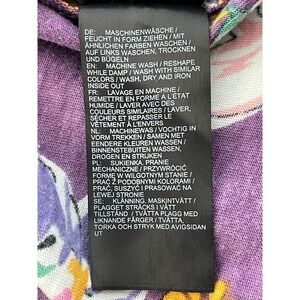 DE: MASCHINENWÄSCHE /
FEUCHT IN FORM ZIEHEN / MIT
ÄHNLICHEN FARBEN WASCHEN /
AUF LINKS WASCHEN, TROCKNEN
UND BÜGELN
EN: MACHINE WASH / RESHAPE
WHILE DAMP / WASH WITH SIMILAR
COLORS / WASH, DRY AND IRON
INSIDE OUT
FR: LAVAGE EN MACHINE /
REMETTRE EN FORME A L'ÉTAT
HUMIDE / LAVER AVEC DES
COULEURS SIMILAIRES / LAVER,
SÉCHER ET REPASSER LE
VÊTEMENT À L'ENVERS
NL: MACHINEWAS / VOCHTIG IN
VORM TREKKEN / SAMEN MET
SENDERE KLEUREN WASSEN /
BINNENSTEBUITEN WASSEN,
DROGEN EN STRIJKEN
PL: SUKIENKA. PRANIE
MECHANICZNE / PRZYWRÓCIĆ
FORMĘ W WILGOTNYM STANIE /
PRAĆ Z PODOBNYMI KOLORAMI /
PRAĆ, SUSZYĆ I PRASOWAĆ NA
LEWEJ STRONIE
SE: KLÄNNING. MASKINTVÄTT /
PLAGGET STRÄCKS I VÅTT
TILLSTÅND / TVÄTTA PLAGG MED
LIKNANDE FÄRGER / TVÄTTA,
TORKA OCH STRYK MED AVIGSIDAN
UT